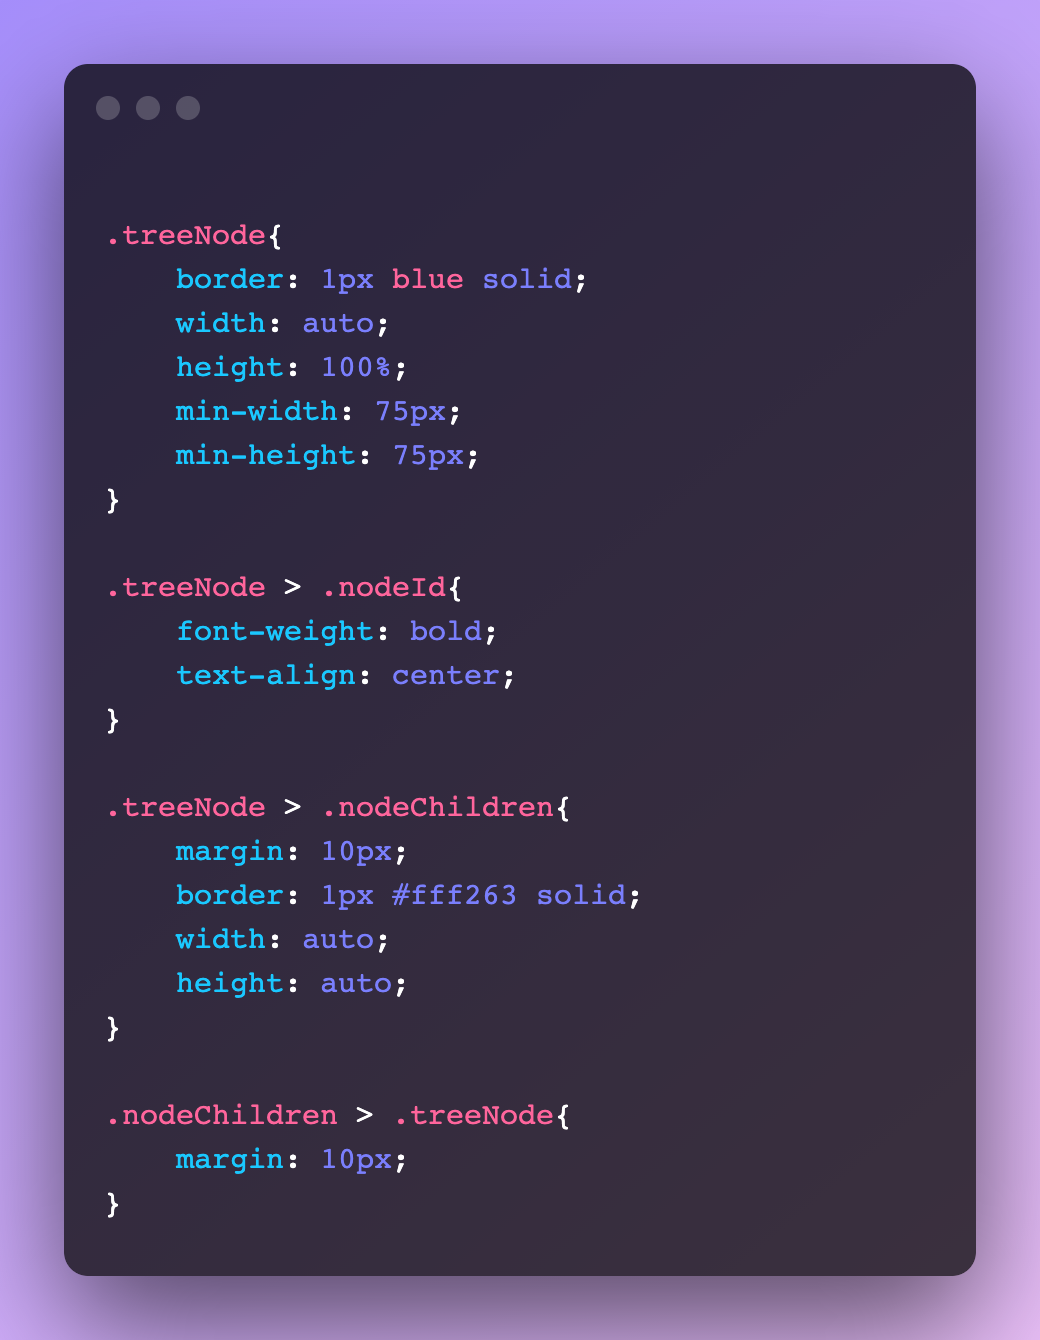 .treeNode{
    border: 1px blue solid;
    width: auto;
    height: 100%;
    min-width: 75px;
    min-height: 75px;
}

.treeNode > .nodeId{
    font-weight: bold;
    text-align: center;
}

.treeNode > .nodeChildren{
    margin: 10px;
    border: 1px #fff263 solid;
    width: auto;
    height: auto;
}

.nodeChildren > .treeNode{
    margin: 10px;
}